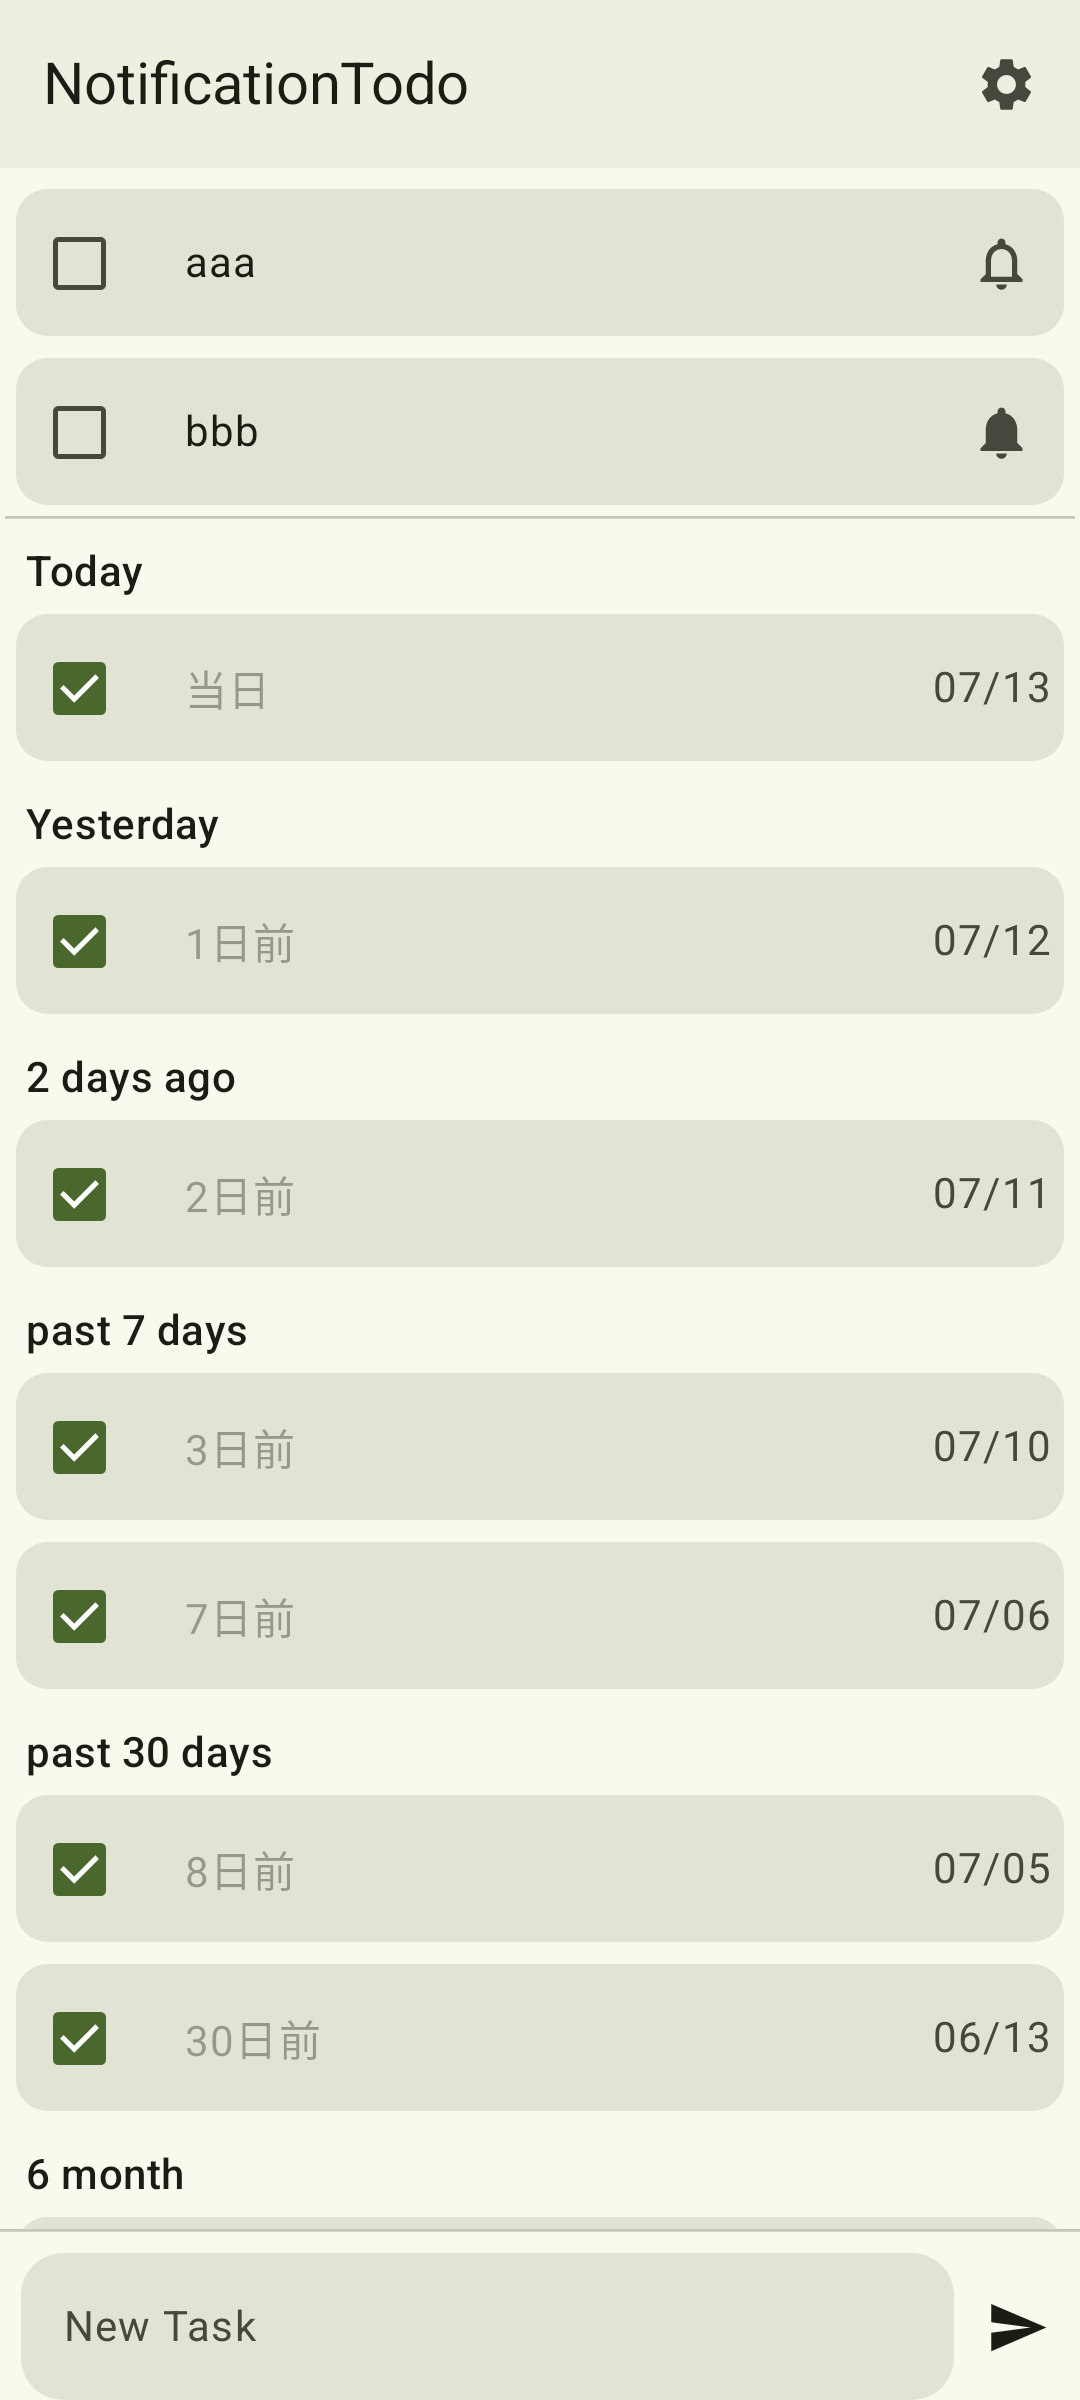 NotificationTodo
aaa
bbb
Today
当日 07/13
Yesterday
1日前 07/12
2 days ago
2日前 07/11
past 7 days
3日前 07/10
7日前 07/06
past 30 days
8日前 07/05
30日前 06/13
6 month
New Task